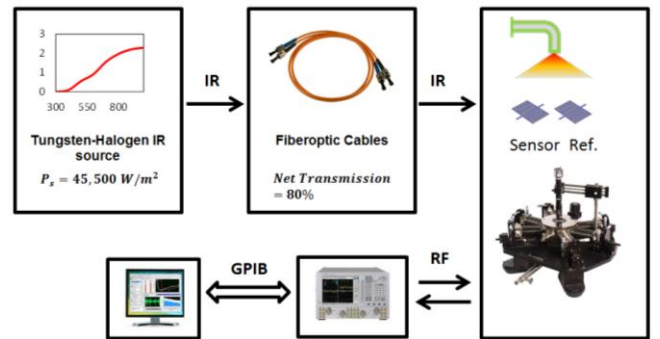 3
2
1
0
300 550 800
Tungsten-Halogen IR
source
P_s = 45,500 W/m²
IR
Fiberoptic Cables
Net Transmission
= 80%
IR
Sensor Ref.
GPIB
RF